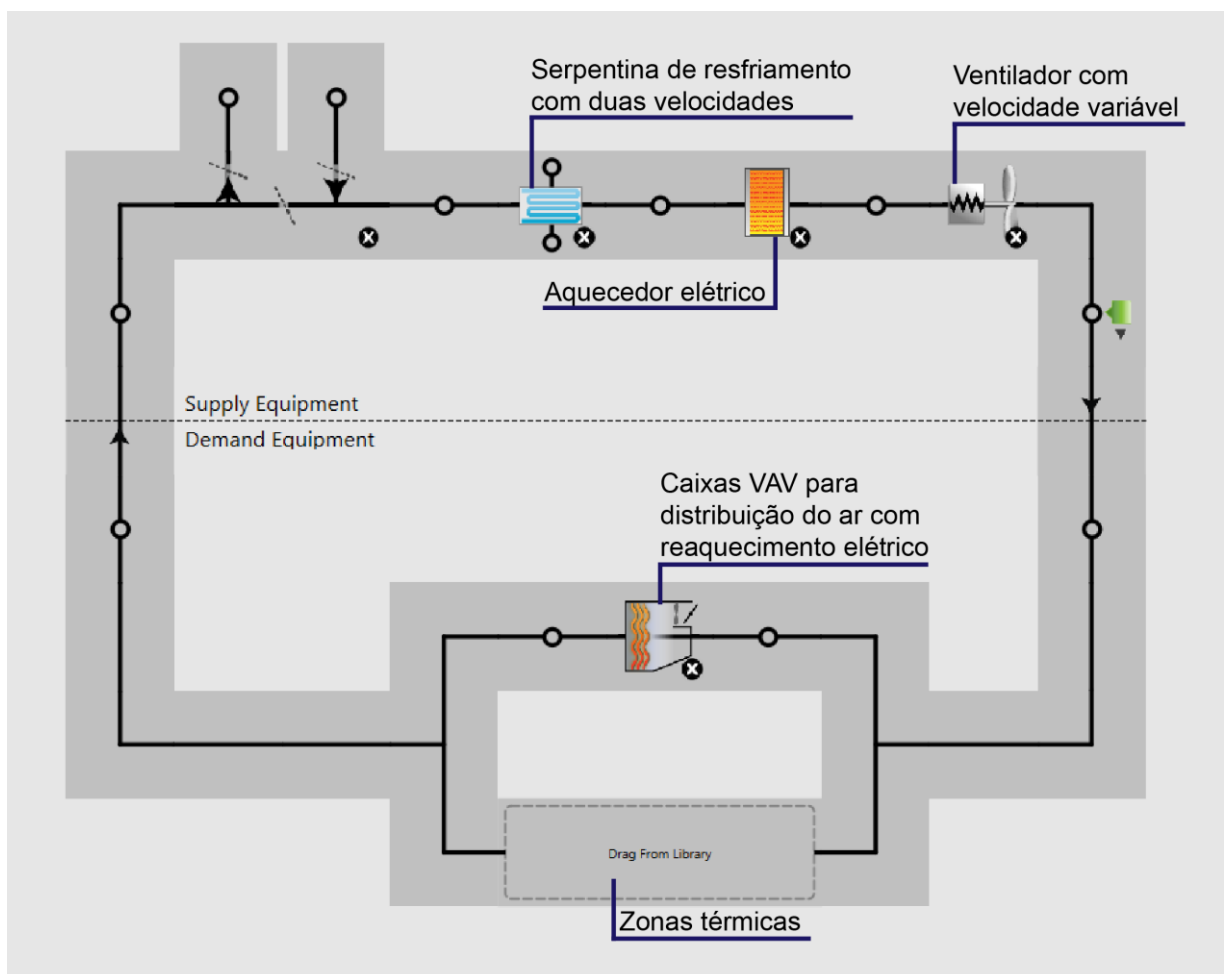 Serpentina de resfriamento
com duas velocidades
Ventilador com
velocidade variável
Aquecedor elétrico
Supply Equipment
Demand Equipment
Caixas VAV para
distribuição do ar com
reaquecimento elétrico
Drag From Library
Zonas térmicas